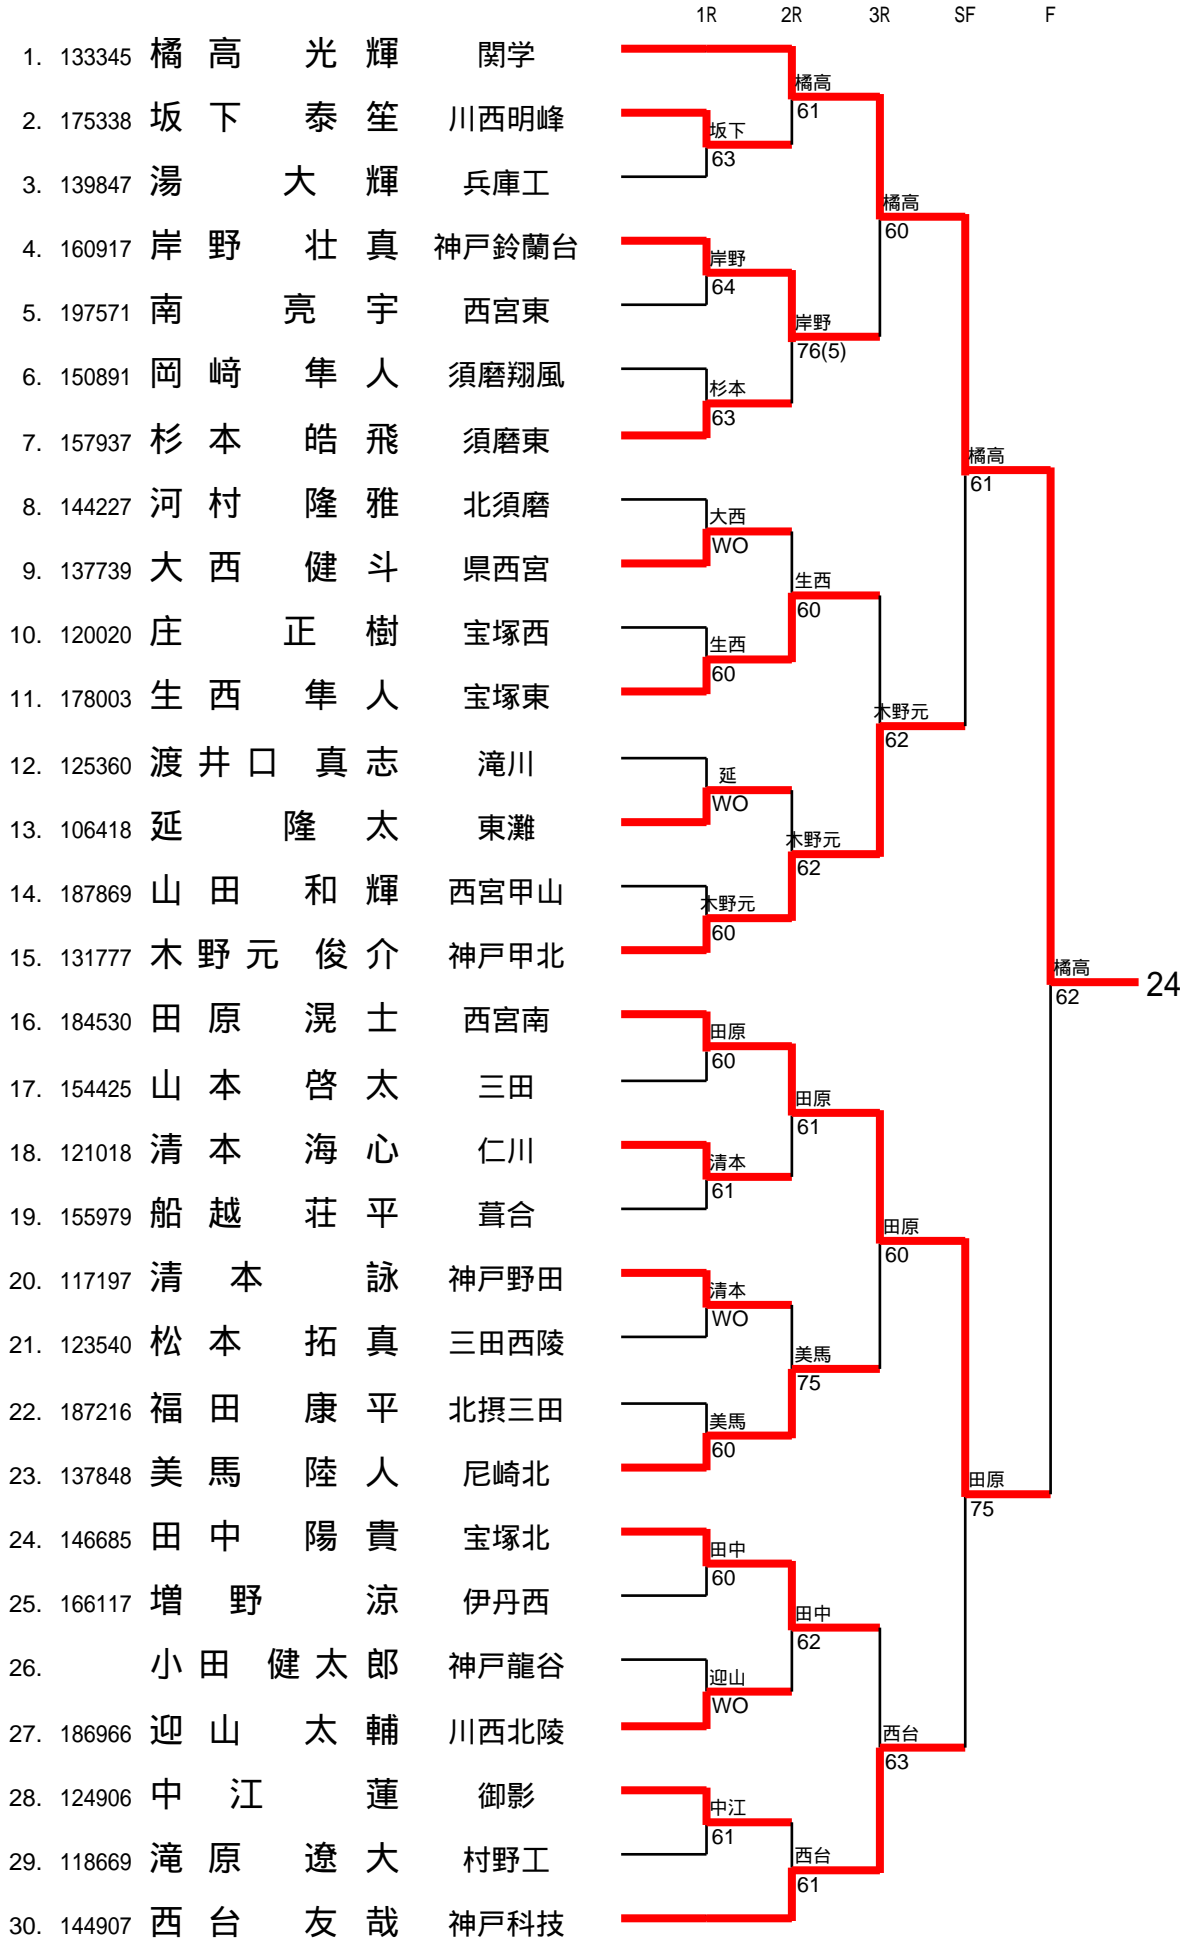 1R 2R 3R SF F
1. 133345 橘高 光輝 関学
橘高
61
2. 175338 坂下 泰笙 川西明峰
坂下
63
3. 139847 湯 大輝 兵庫工
橘高
60
4. 160917 岸野 壮真 神戸鈴蘭台
岸野
64
5. 197571 南 亮宇 西宮東
岸野
76(5)
6. 150891 岡﨑 隼人 須磨翔風
杉本
63
7. 157937 杉本 皓飛 須磨東
橘高
61
8. 144227 河村 隆雅 北須磨
大西
WO
9. 137739 大西 健斗 県西宮
生西
60
10. 120020 庄 正樹 宝塚西
生西
60
11. 178003 生西 隼人 宝塚東
木野元
62
12. 125360 渡井口 真志 滝川
延
WO
13. 106418 延 隆太 東灘
木野元
62
14. 187869 山田 和輝 西宮甲山
木野元
60
15. 131777 木野元 俊介 神戸甲北
橘高
62
24
16. 184530 田原 滉士 西宮南
田原
60
17. 154425 山本 啓太 三田
田原
61
18. 121018 清本 海心 仁川
清本
61
19. 155979 船越 荘平 葺合
田原
60
20. 117197 清本 詠 神戸野田
清本
WO
21. 123540 松本 拓真 三田西陵
美馬
75
22. 187216 福田 康平 北摂三田
美馬
60
23. 137848 美馬 陸人 尼崎北
田原
75
24. 146685 田中 陽貴 宝塚北
田中
60
25. 166117 増野 涼 伊丹西
田中
62
26. 小田 健太郎 神戸龍谷
迎山
WO
27. 186966 迎山 太輔 川西北陵
西台
63
28. 124906 中江 蓮 御影
中江
61
29. 118669 滝原 遼大 村野工
西台
61
30. 144907 西台 友哉 神戸科技